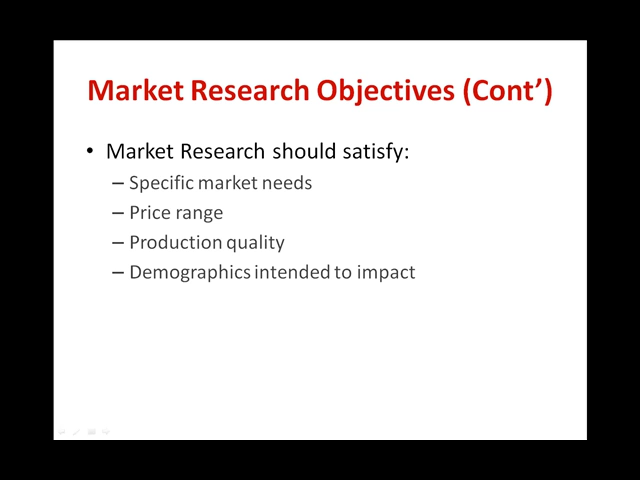 Market Research Objectives (Cont’)
• Market Research should satisfy:
– Specific market needs
– Price range
– Production quality
– Demographics intended to impact